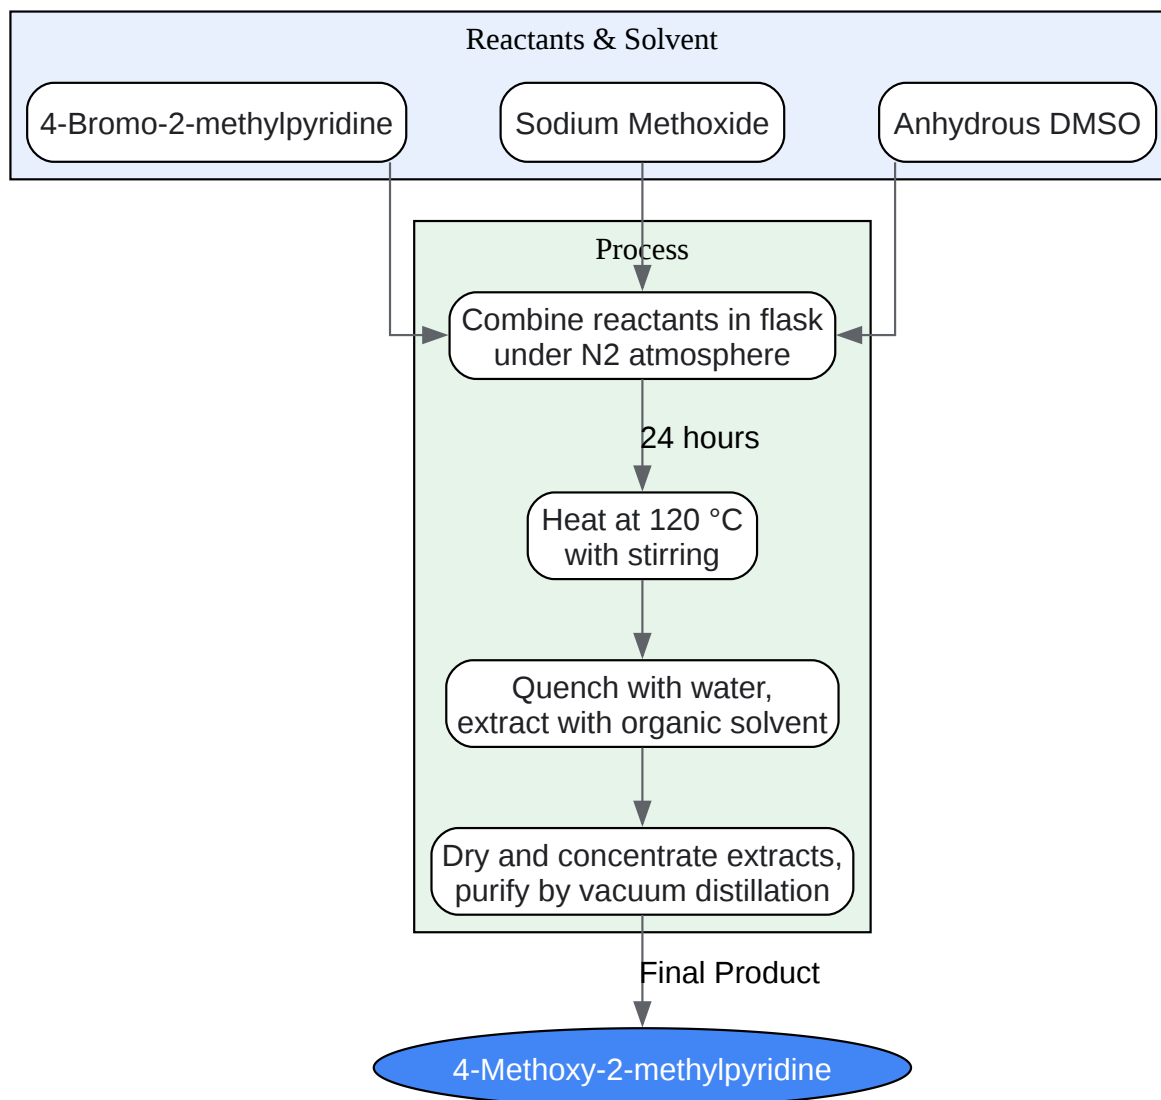 Reactants & Solvent
4-Bromo-2-methylpyridine
Sodium Methoxide
Anhydrous DMSO
Process
Combine reactants in flask
under N2 atmosphere
24 hours
Heat at 120 °C
with stirring
Quench with water,
extract with organic solvent
Dry and concentrate extracts,
purify by vacuum distillation
Final Product
4-Methoxy-2-methylpyridine